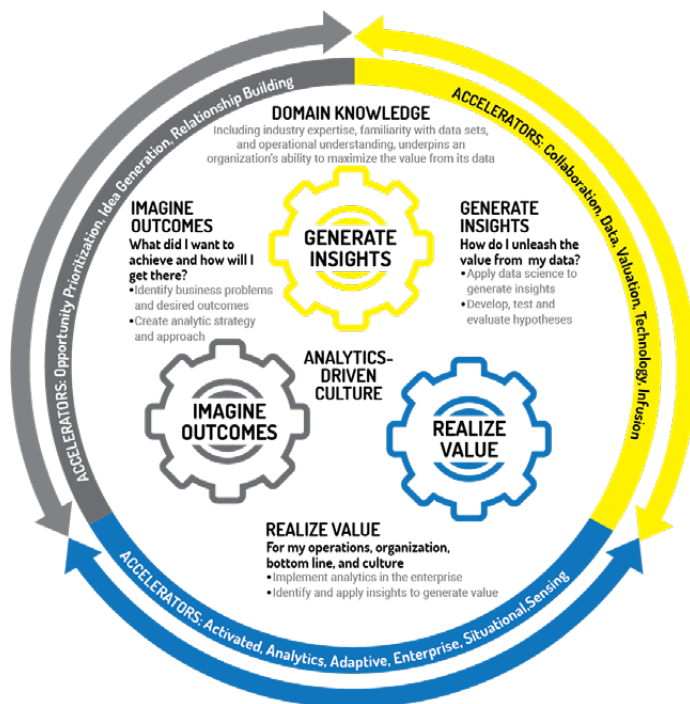 ACCELERATORS: Opportunity Prioritization, Idea Generation, Relationship Building
ACCELERATORS: Collaboration, Data, Valuation, Technology, Infusion
DOMAIN KNOWLEDGE
Including industry expertise, familiarity with data sets,
and operational understanding, underpins an
organization's ability to maximize the value from its data
IMAGINE
OUTCOMES
What did I want to
achieve and how will I
get there?
•Identify business problems
and desired outcomes
•Create analytic strategy
and approach
GENERATE
INSIGHTS
GENERATE
INSIGHTS
How do I unleash the
value from my data?
•Apply data science to
generate insights
•Develop, test and
evaluate hypotheses
ANALYTICS-
DRIVEN
CULTURE
IMAGINE
OUTCOMES
REALIZE
VALUE
REALIZE VALUE
For my operations, organization,
bottom line, and culture
•Implement analytics in the enterprise
•Identify and apply insights to generate value
ACCELERATORS: Activated, Analytics, Adaptive, Enterprise, Situational,Sensing